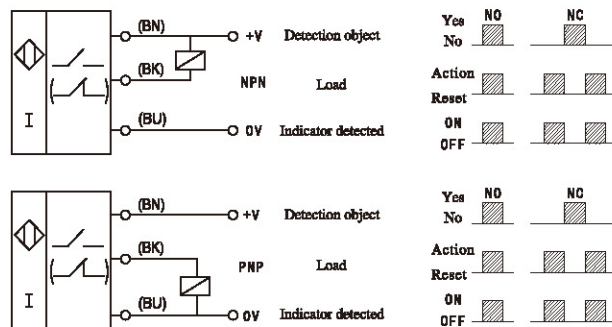 (BN) +V Detection object Yes No NO NC
(BK) NPN Load Action Reset
I (BU) 0V Indicator detected ON OFF
(BN) +V Detection object Yes No NO NC
(BK) PNP Load Action Reset
I (BU) 0V Indicator detected ON OFF